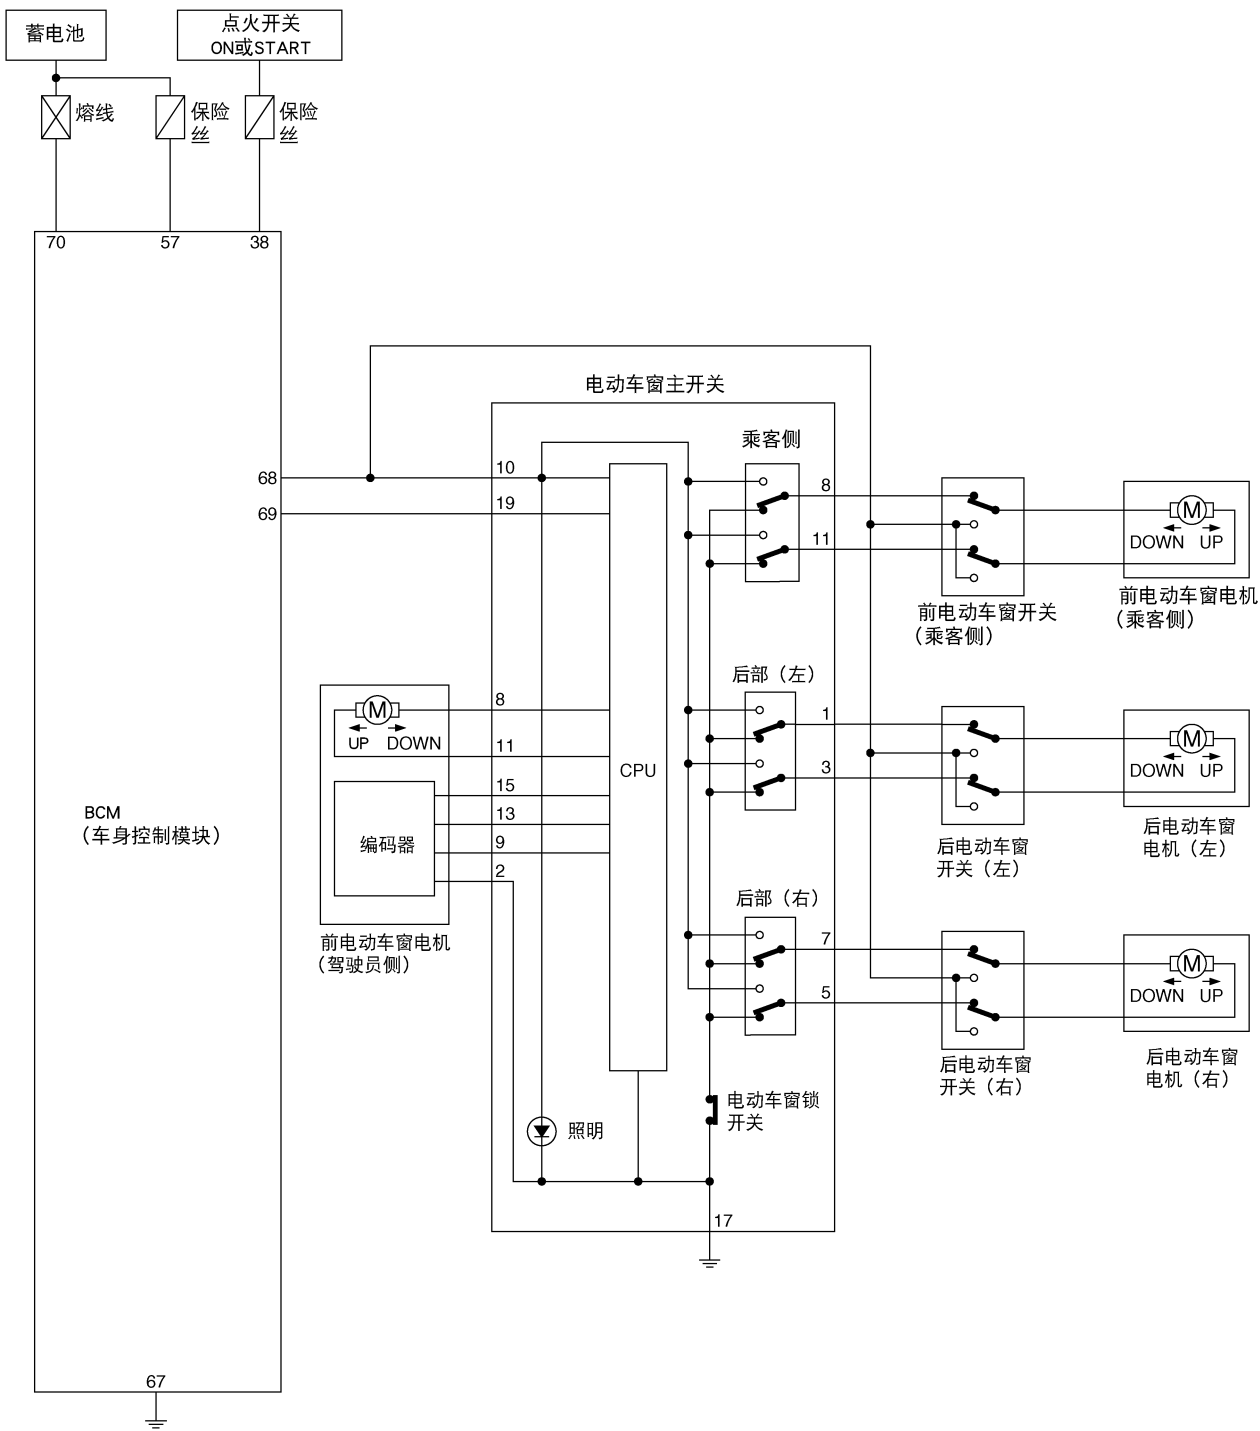 蓄电池
点火开关
ON或START
熔线
保险
丝
保险
丝
70
57
38
电动车窗主开关
乘客侧
68
10
69
19
8
11
M
DOWN
UP
前电动车窗开关
(乘客侧)
前电动车窗电机
(乘客侧)
后部(左)
M
UP
DOWN
8
11
15
13
9
2
编码器
前电动车窗电机
(驾驶员侧)
CPU
BCM
(车身控制模块)
1
3
M
DOWN
UP
后电动车窗
开关(左)
后电动车窗
电机(左)
后部(右)
7
5
M
DOWN
UP
后电动车窗
开关(右)
后电动车窗
电机(右)
电动车窗锁
开关
照明
17
67